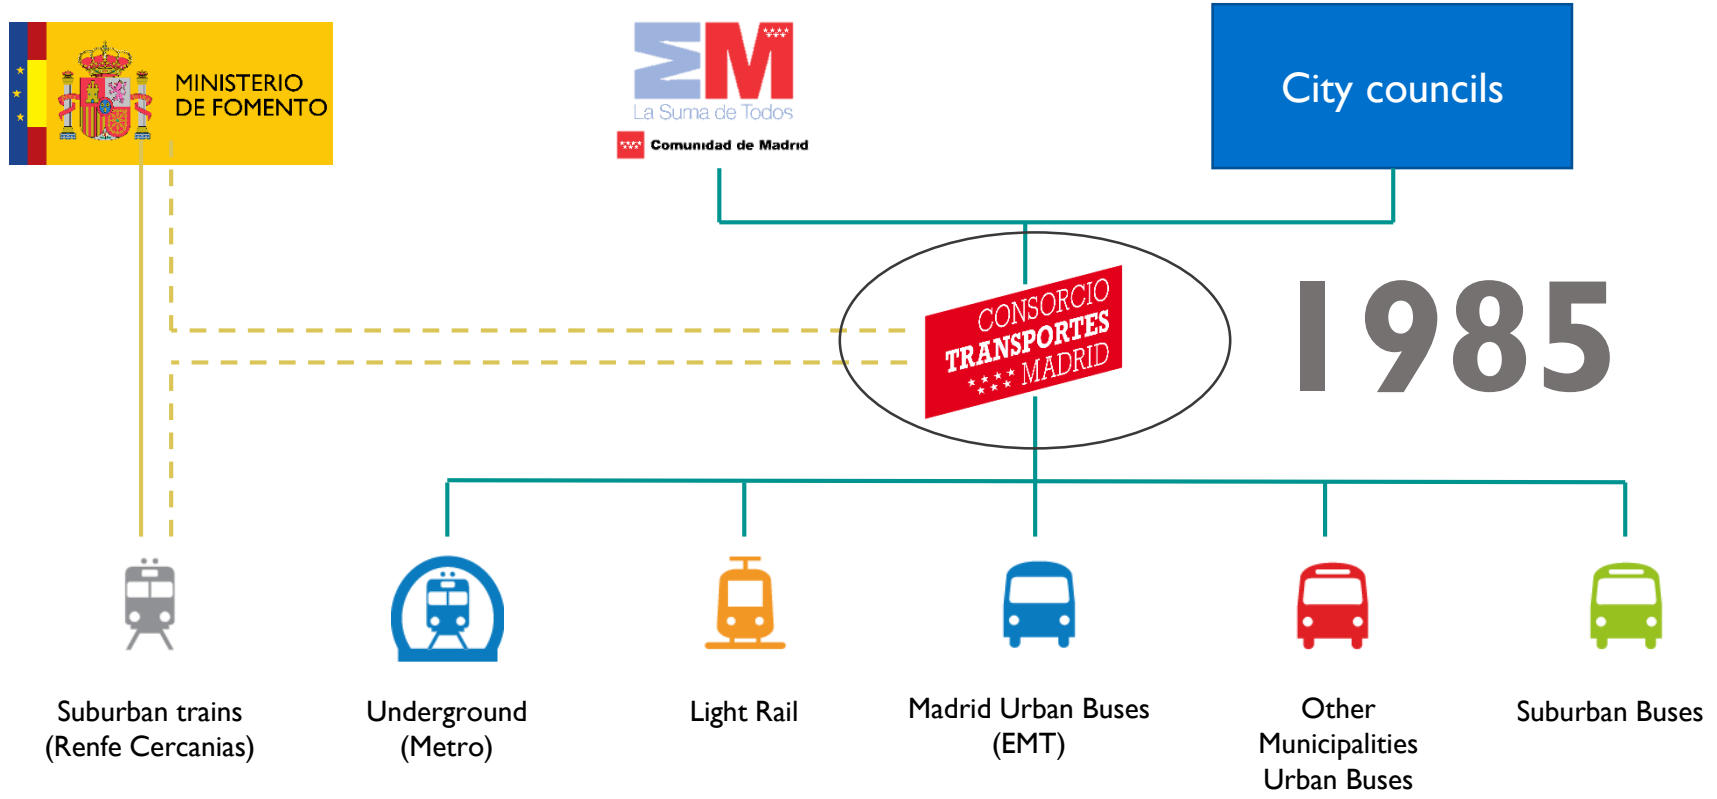 MINISTERIO
DE FOMENTO
La Suma de Todos
Comunidad de Madrid
City councils
CONSORCIO
TRANSPORTES
MADRID
1985
Suburban trains
(Renfe Cercanias)
Underground
(Metro)
Light Rail
Madrid Urban Buses
(EMT)
Other
Municipalities
Urban Buses
Suburban Buses